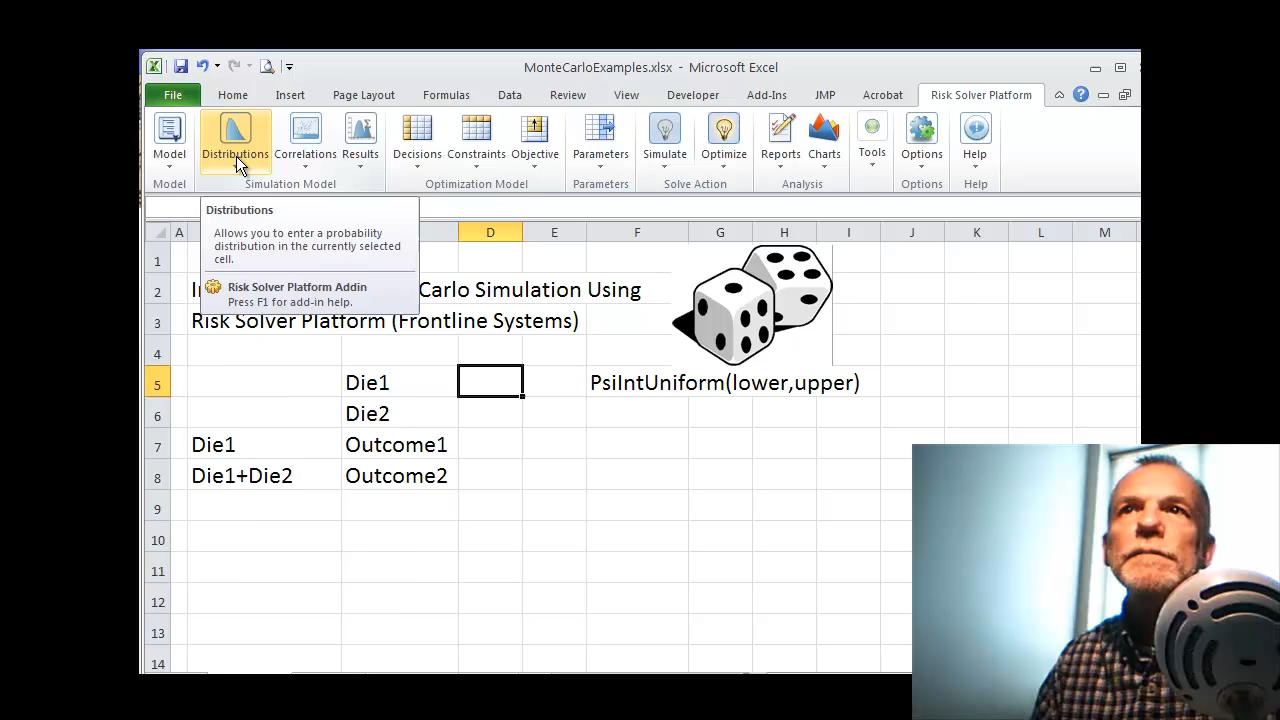 MonteCarloExamples.xlsx - Microsoft Excel
File Home Insert Page Layout Formulas Data Review View Developer Add-Ins JMP Acrobat Risk Solver Platform
Model Distributions Correlations Results Decisions Constraints Objective Parameters Simulate Optimize Reports Charts Tools Options Help
Model Simulation Model Optimization Model Parameters Solve Action Analysis Options Help
Distributions
Allows you to enter a probability
distribution in the currently selected
cell.
Risk Solver Platform Addin
Press F1 for add-in help.
A D E F G H I J K L M
1
2 Carlo Simulation Using
3 Risk Solver Platform (Frontline Systems)
4
5 Die1 PsiIntUniform(lower,upper)
6 Die2
7 Die1 Outcome1
8 Die1+Die2 Outcome2
9
10
11
12
13
14